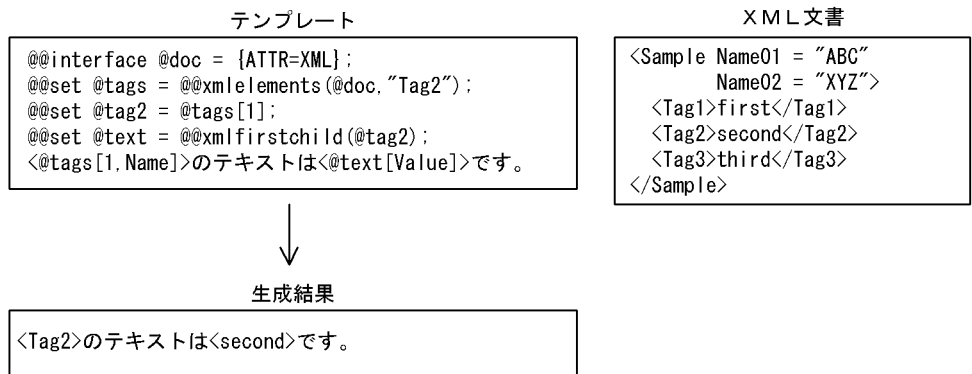 テンプレート
@@interface @doc = {ATTR=XML};
@@set @tags = @@xmlelements(@doc,"Tag2");
@@set @tag2 = @tags[1];
@@set @text = @@xmlfirstchild(@tag2);
<@tags[1,Name]>のテキストは<@text[Value]>です。
XML文書
<Sample Name01 = "ABC"
Name02 = "XYZ">
<Tag1>first</Tag1>
<Tag2>second</Tag2>
<Tag3>third</Tag3>
</Sample>
生成結果
<Tag2>のテキストは<second>です。